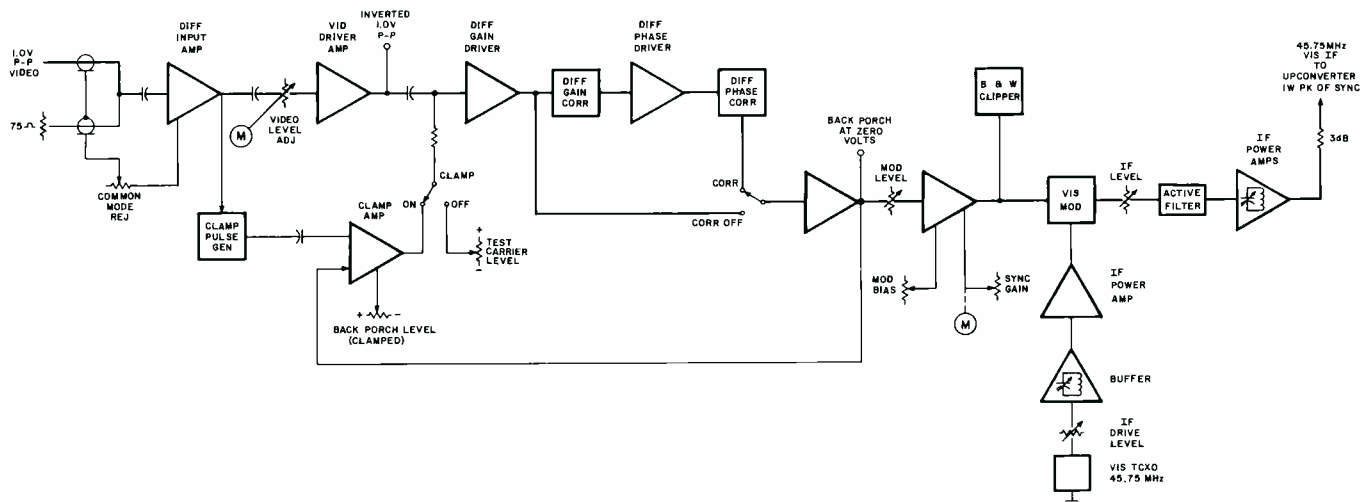 DIFF
INPUT
AMP
1.0V
P-P
VIDEO
75Ω
COMMON
MODE
REJ
CLAMP
PULSE
GEN
M
VIDEO
LEVEL
ADJ
VID
DRIVER
AMP
INVERTED
1.0V
P-P
CLAMP
ON
OFF
CLAMP
AMP
+
TEST
CARRIER
LEVEL
-
+ -
BACK PORCH LEVEL
(CLAMPED)
DIFF
GAIN
DRIVER
DIFF
GAIN
CORR
DIFF
PHASE
DRIVER
DIFF
PHASE
CORR
CORR
CORR OFF
BACK PORCH
AT ZERO
VOLTS
MOD
LEVEL
MOD
BIAS
SYNC
GAIN
M
B & W
CLIPPER
VIS
MOD
IF
LEVEL
ACTIVE
FILTER
IF
POWER
AMPS
3dB
45.75MHz
VIS IF
TO
UPCONVERTER
1W PK OF SYNC
IF
POWER
AMP
BUFFER
IF
DRIVE
LEVEL
VIS TCXO
45.75 MHz